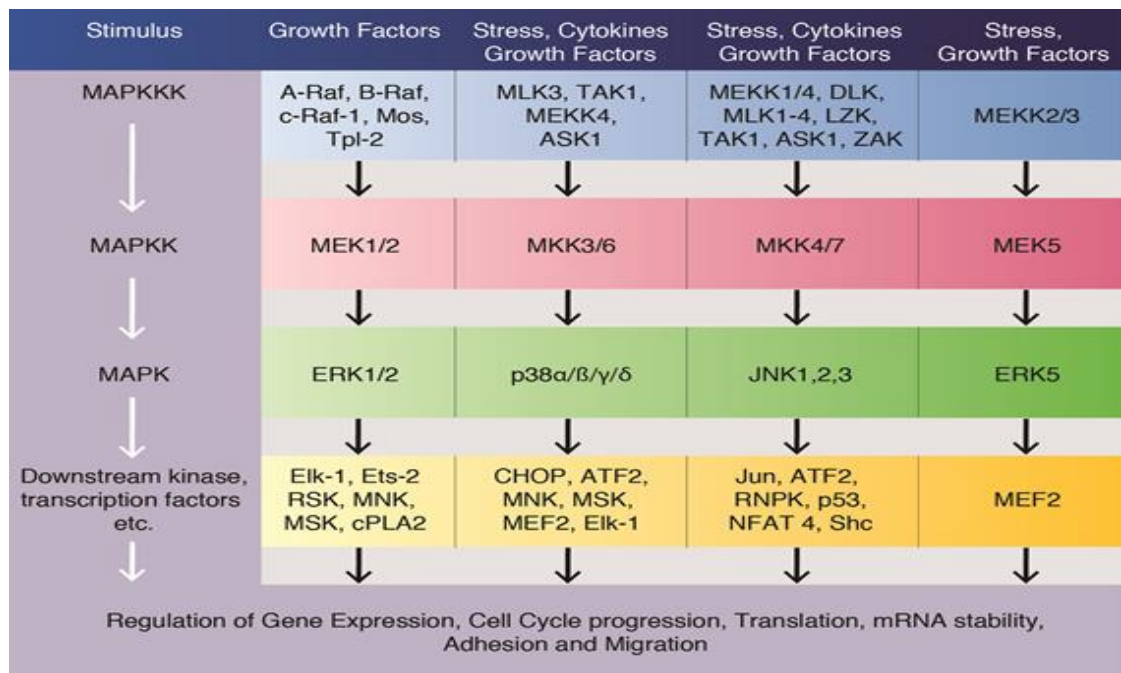 Stimulus
Growth Factors
Stress, Cytokines
Growth Factors
Stress, Cytokines
Growth Factors
Stress,
Growth Factors
MAPKKK
A-Raf, B-Raf,
c-Raf-1, Mos,
Tpl-2
MLK3, TAK1,
MEKK4,
ASK1
MEKK1/4, DLK,
MLK1-4, LZK,
TAK1, ASK1, ZAK
MEKK2/3
MAPKK
MEK1/2
MKK3/6
MKK4/7
MEK5
MAPK
ERK1/2
p38α/ß/γ/δ
JNK1,2,3
ERK5
Downstream kinase,
transcription factors
etc.
Elk-1, Ets-2
RSK, MNK,
MSK, cPLA2
CHOP, ATF2,
MNK, MSK,
MEF2, Elk-1
Jun, ATF2,
RNPK, p53,
NFAT 4, Shc
MEF2
Regulation of Gene Expression, Cell Cycle progression, Translation, mRNA stability,
Adhesion and Migration